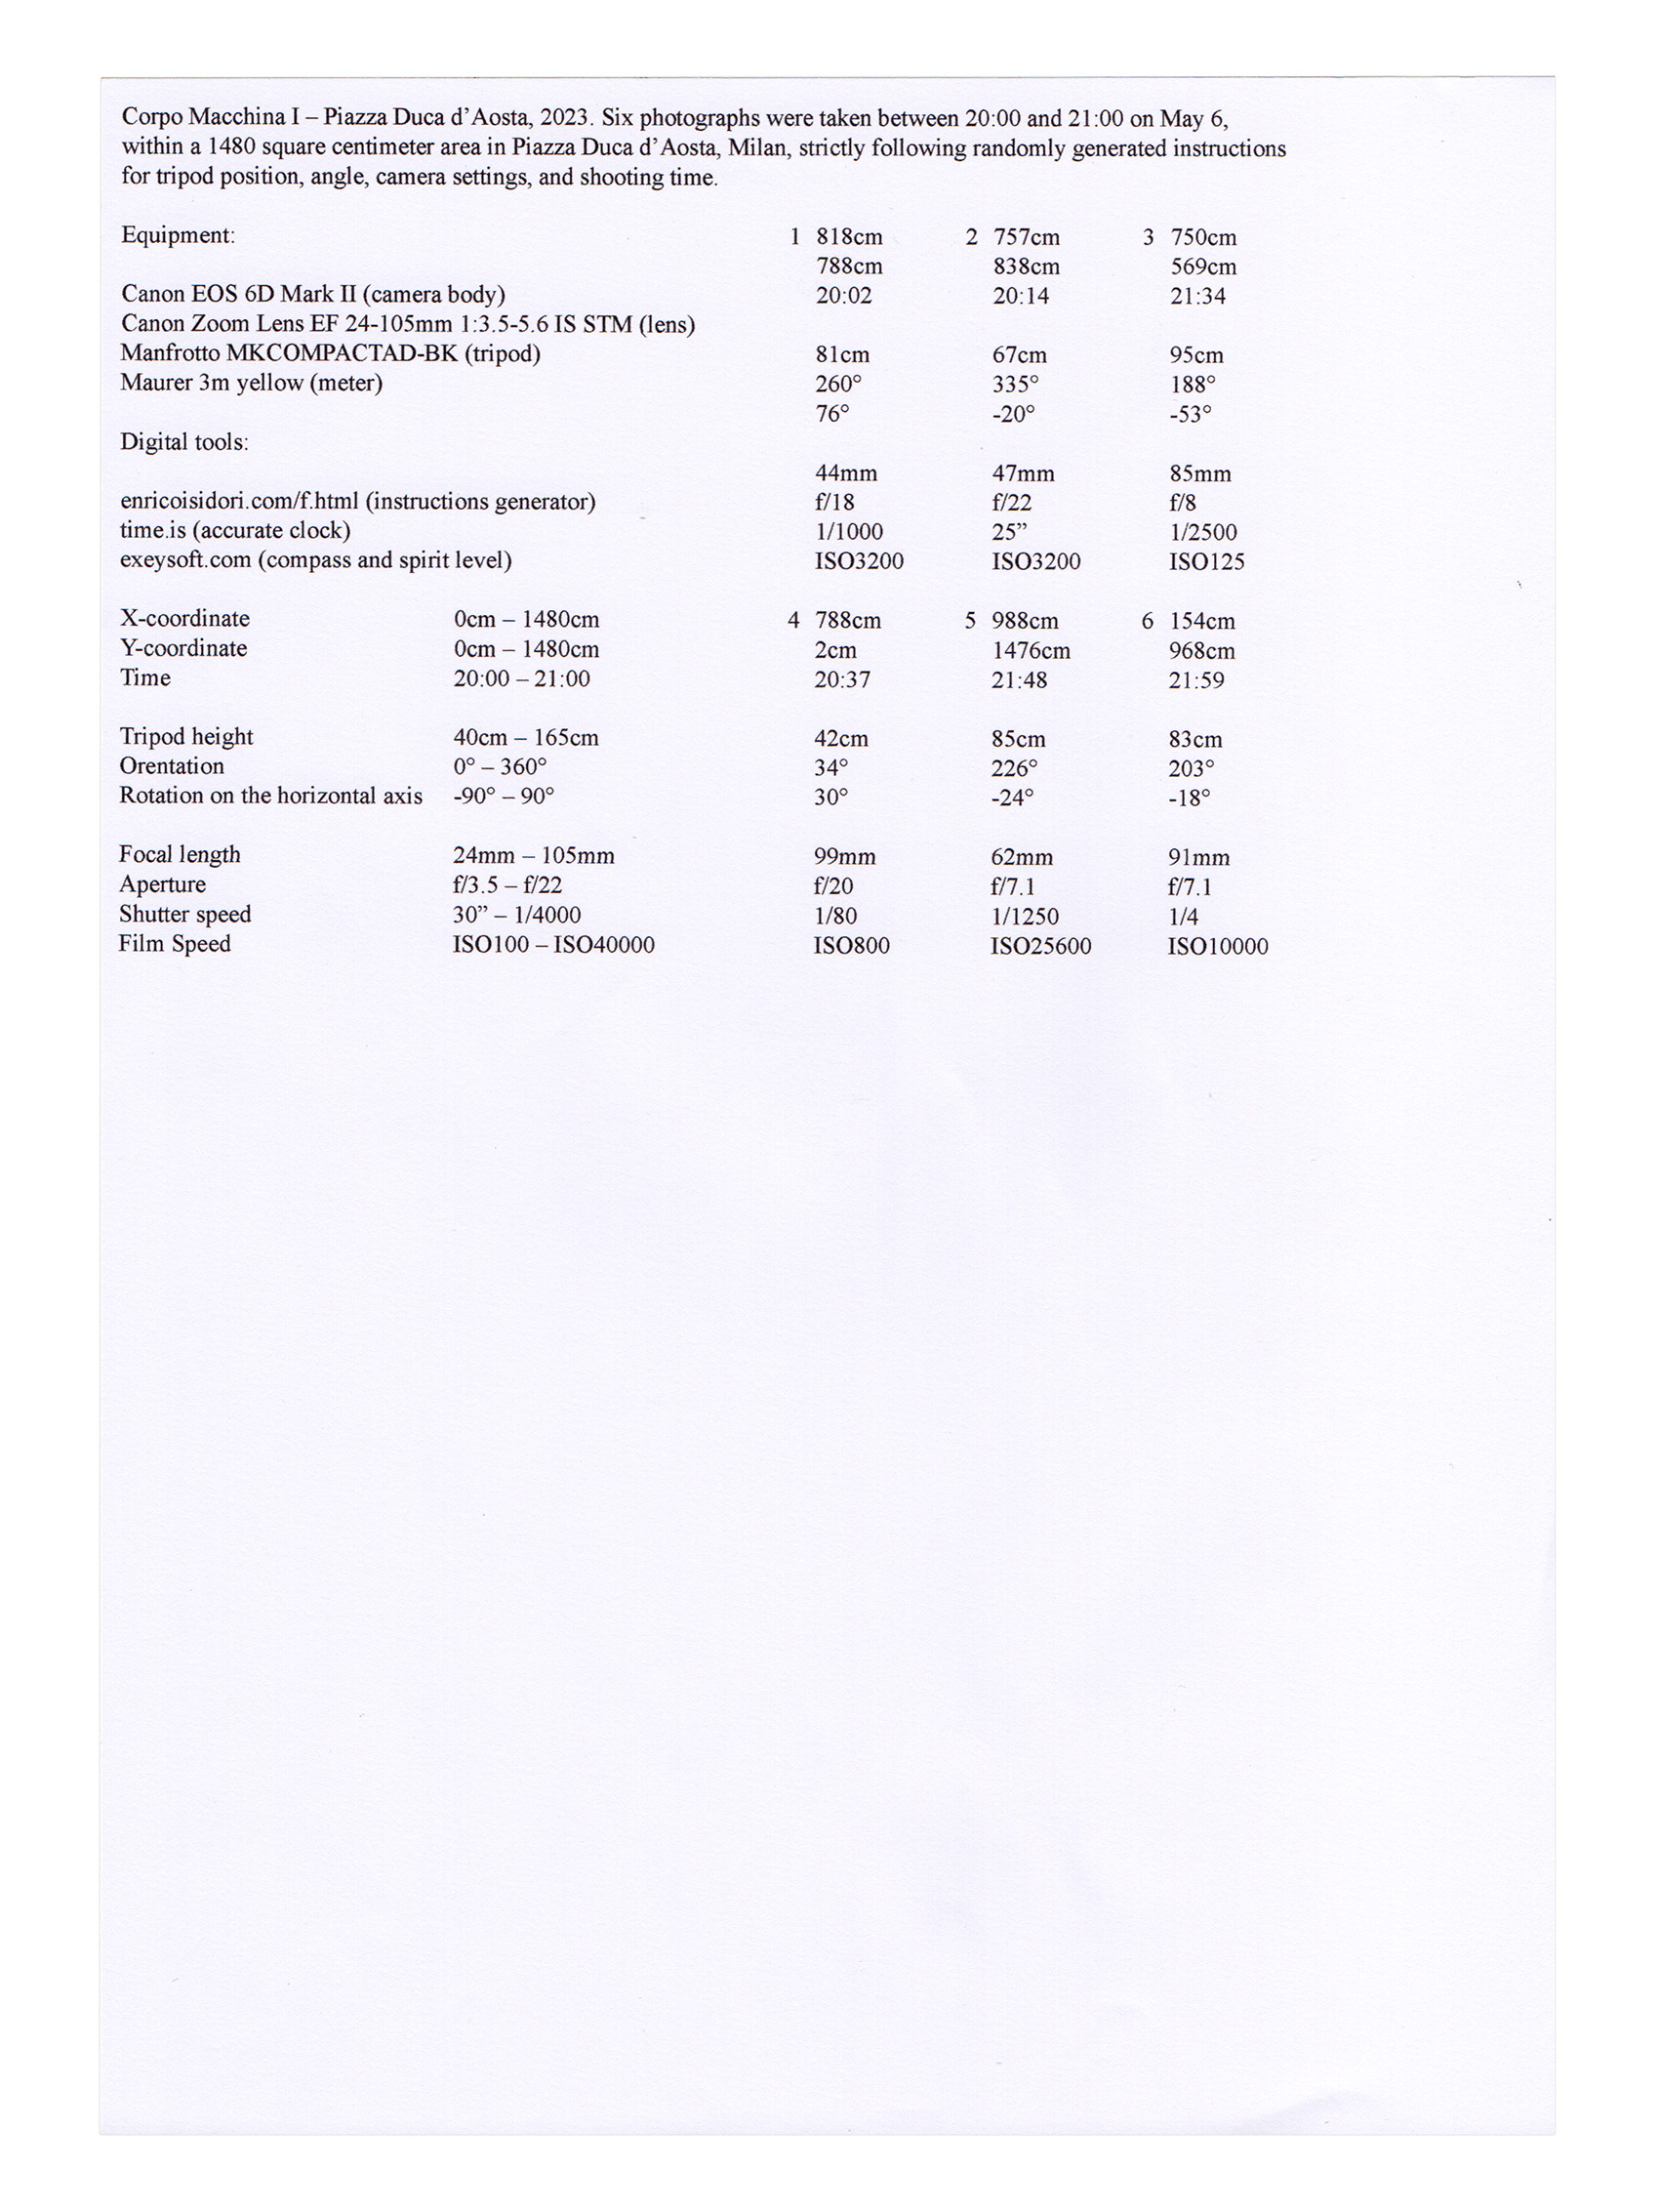 Corpo Macchina I – Piazza Duca d’Aosta, 2023. Six photographs were taken between 20:00 and 21:00 on May 6,
within a 1480 square centimeter area in Piazza Duca d’Aosta, Milan, strictly following randomly generated instructions
for tripod position, angle, camera settings, and shooting time.
Equipment:
Canon EOS 6D Mark II (camera body)
Canon Zoom Lens EF 24-105mm 1:3.5-5.6 IS STM (lens)
Manfrotto MKCOMPACTAD-BK (tripod)
Maurer 3m yellow (meter)
Digital tools:
enricoisidori.com/f.html (instructions generator)
time.is (accurate clock)
exeysoft.com (compass and spirit level)
X-coordinate 0cm – 1480cm
Y-coordinate 0cm – 1480cm
Time 20:00 – 21:00
Tripod height 40cm – 165cm
Orentation 0° – 360°
Rotation on the horizontal axis -90° – 90°
Focal length 24mm – 105mm
Aperture f/3.5 – f/22
Shutter speed 30” – 1/4000
Film Speed ISO100 – ISO40000
1 818cm 2 757cm 3 750cm
788cm 838cm 569cm
20:02 20:14 21:34
81cm 67cm 95cm
260° 335° 188°
76° -20° -53°
44mm 47mm 85mm
f/18 f/22 f/8
1/1000 25” 1/2500
ISO3200 ISO3200 ISO125
4 788cm 5 988cm 6 154cm
2cm 1476cm 968cm
20:37 21:48 21:59
42cm 85cm 83cm
34° 226° 203°
30° -24° -18°
99mm 62mm 91mm
f/20 f/7.1 f/7.1
1/80 1/1250 1/4
ISO800 ISO25600 ISO10000